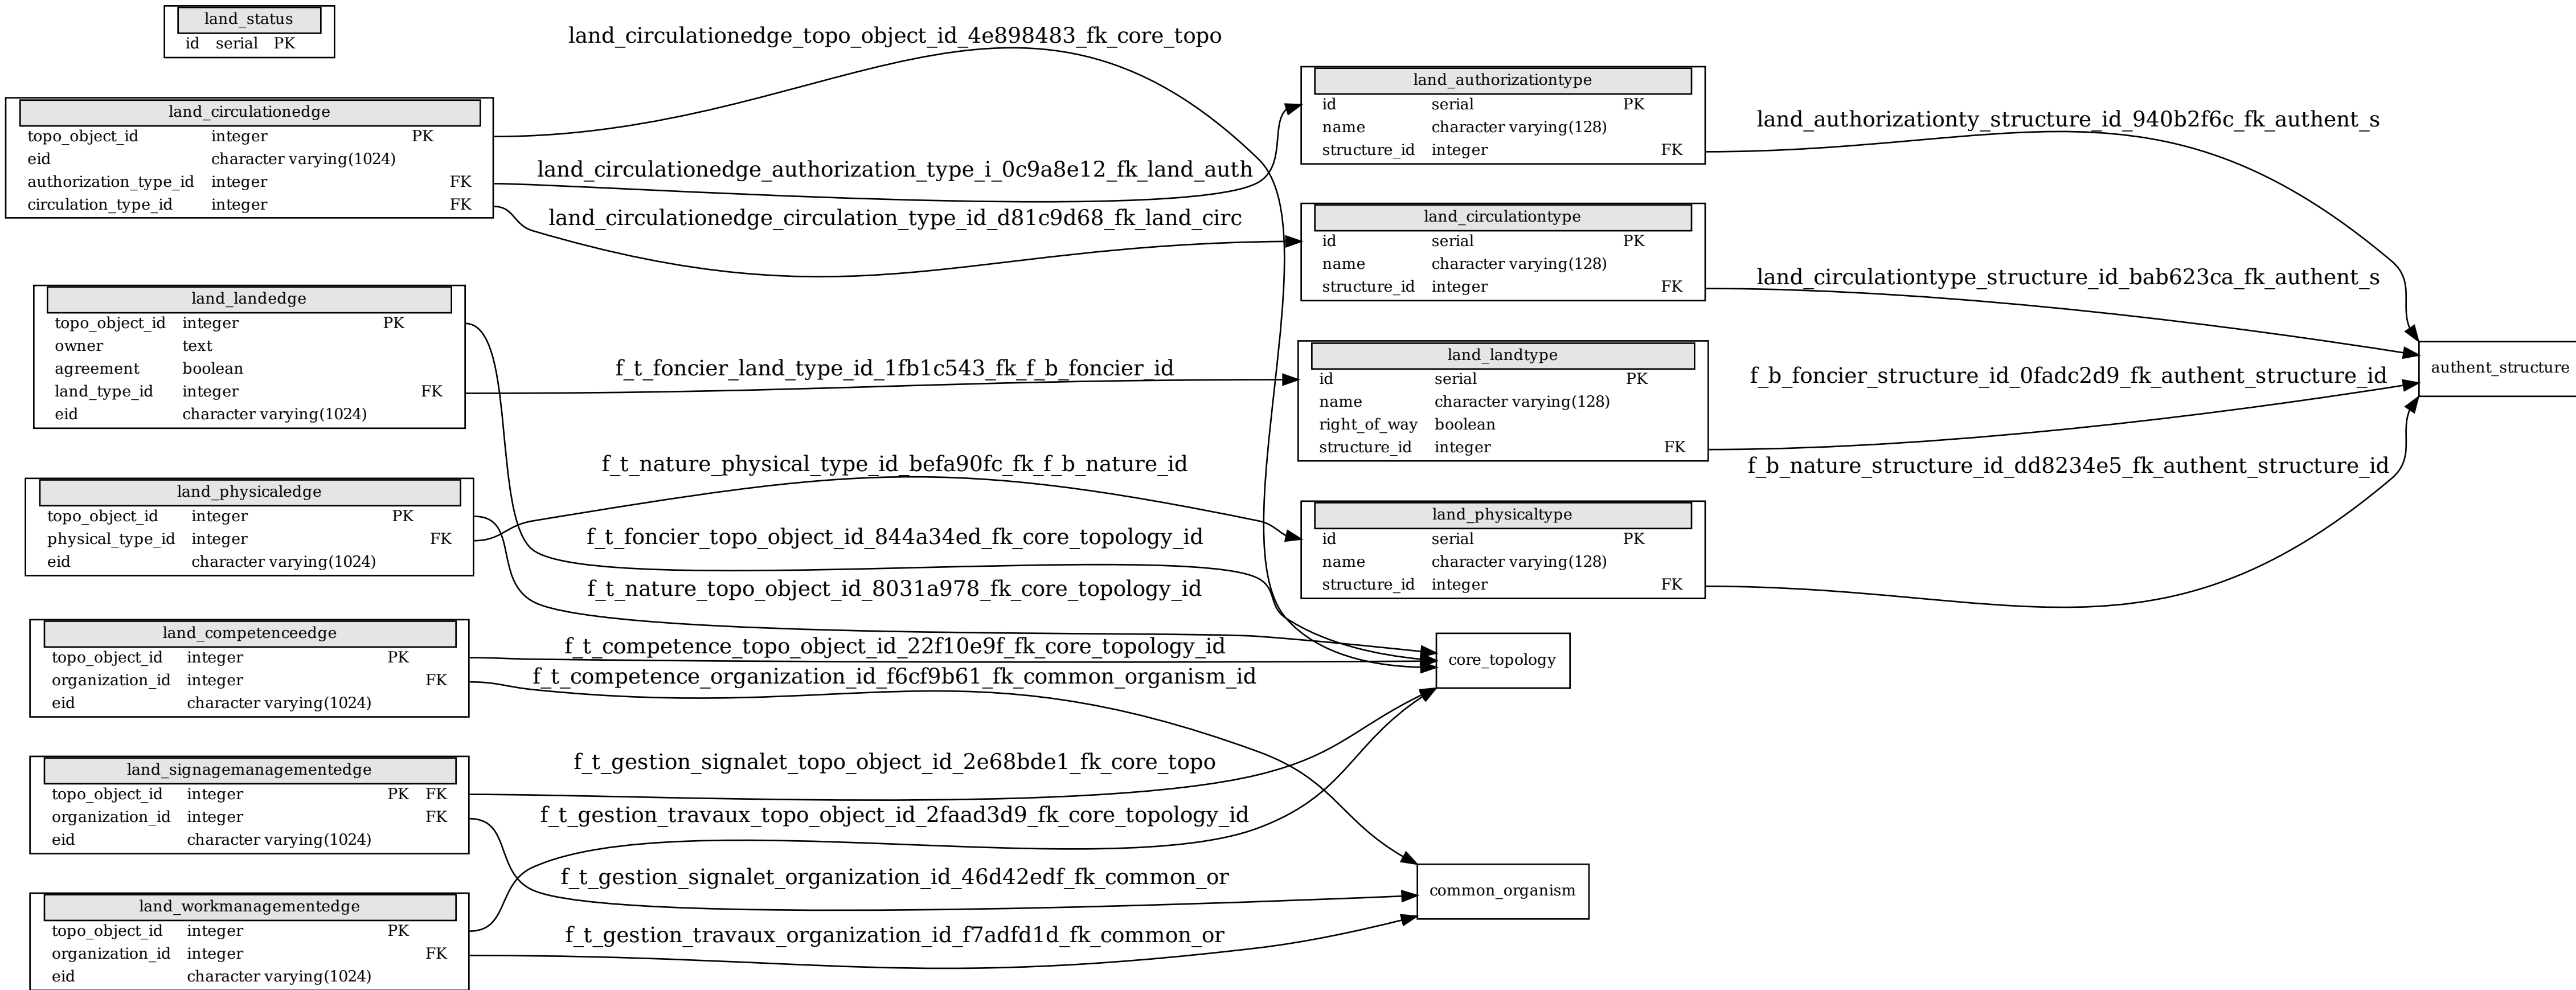 land_status
id serial PK
land_circulationedge
topo_object_id integer PK
eid character varying(1024)
authorization_type_id integer FK
circulation_type_id integer FK
land_landedge
topo_object_id integer PK
owner text
agreement boolean
land_type_id integer FK
eid character varying(1024)
land_physicaledge
topo_object_id integer PK
physical_type_id integer FK
eid character varying(1024)
land_competenceedge
topo_object_id integer PK
organization_id integer FK
eid character varying(1024)
land_signagemanagementedge
topo_object_id integer PK FK
organization_id integer FK
eid character varying(1024)
land_workmanagementedge
topo_object_id integer PK
organization_id integer FK
eid character varying(1024)
land_circulationedge_topo_object_id_4e898483_fk_core_topo
land_circulationedge_authorization_type_i_0c9a8e12_fk_land_auth
land_circulationedge_circulation_type_id_d81c9d68_fk_land_circ
f_t_foncier_land_type_id_1fb1c543_fk_f_b_foncier_id
f_t_nature_physical_type_id_befa90fc_fk_f_b_nature_id
f_t_foncier_topo_object_id_844a34ed_fk_core_topology_id
f_t_nature_topo_object_id_8031a978_fk_core_topology_id
f_t_competence_topo_object_id_22f10e9f_fk_core_topology_id
f_t_competence_organization_id_f6cf9b61_fk_common_organism_id
f_t_gestion_signalet_topo_object_id_2e68bde1_fk_core_topo
f_t_gestion_travaux_topo_object_id_2faad3d9_fk_core_topology_id
f_t_gestion_signalet_organization_id_46d42edf_fk_common_or
f_t_gestion_travaux_organization_id_f7adfd1d_fk_common_or
land_authorizationtype
id serial PK
name character varying(128)
structure_id integer FK
land_circulationtype
id serial PK
name character varying(128)
structure_id integer FK
land_landtype
id serial PK
name character varying(128)
right_of_way boolean
structure_id integer FK
land_physicaltype
id serial PK
name character varying(128)
structure_id integer FK
core_topology
common_organism
land_authorizationty_structure_id_940b2f6c_fk_authent_s
land_circulationtype_structure_id_bab623ca_fk_authent_s
f_b_foncier_structure_id_0fadc2d9_fk_authent_structure_id
f_b_nature_structure_id_dd8234e5_fk_authent_structure_id
authent_structure